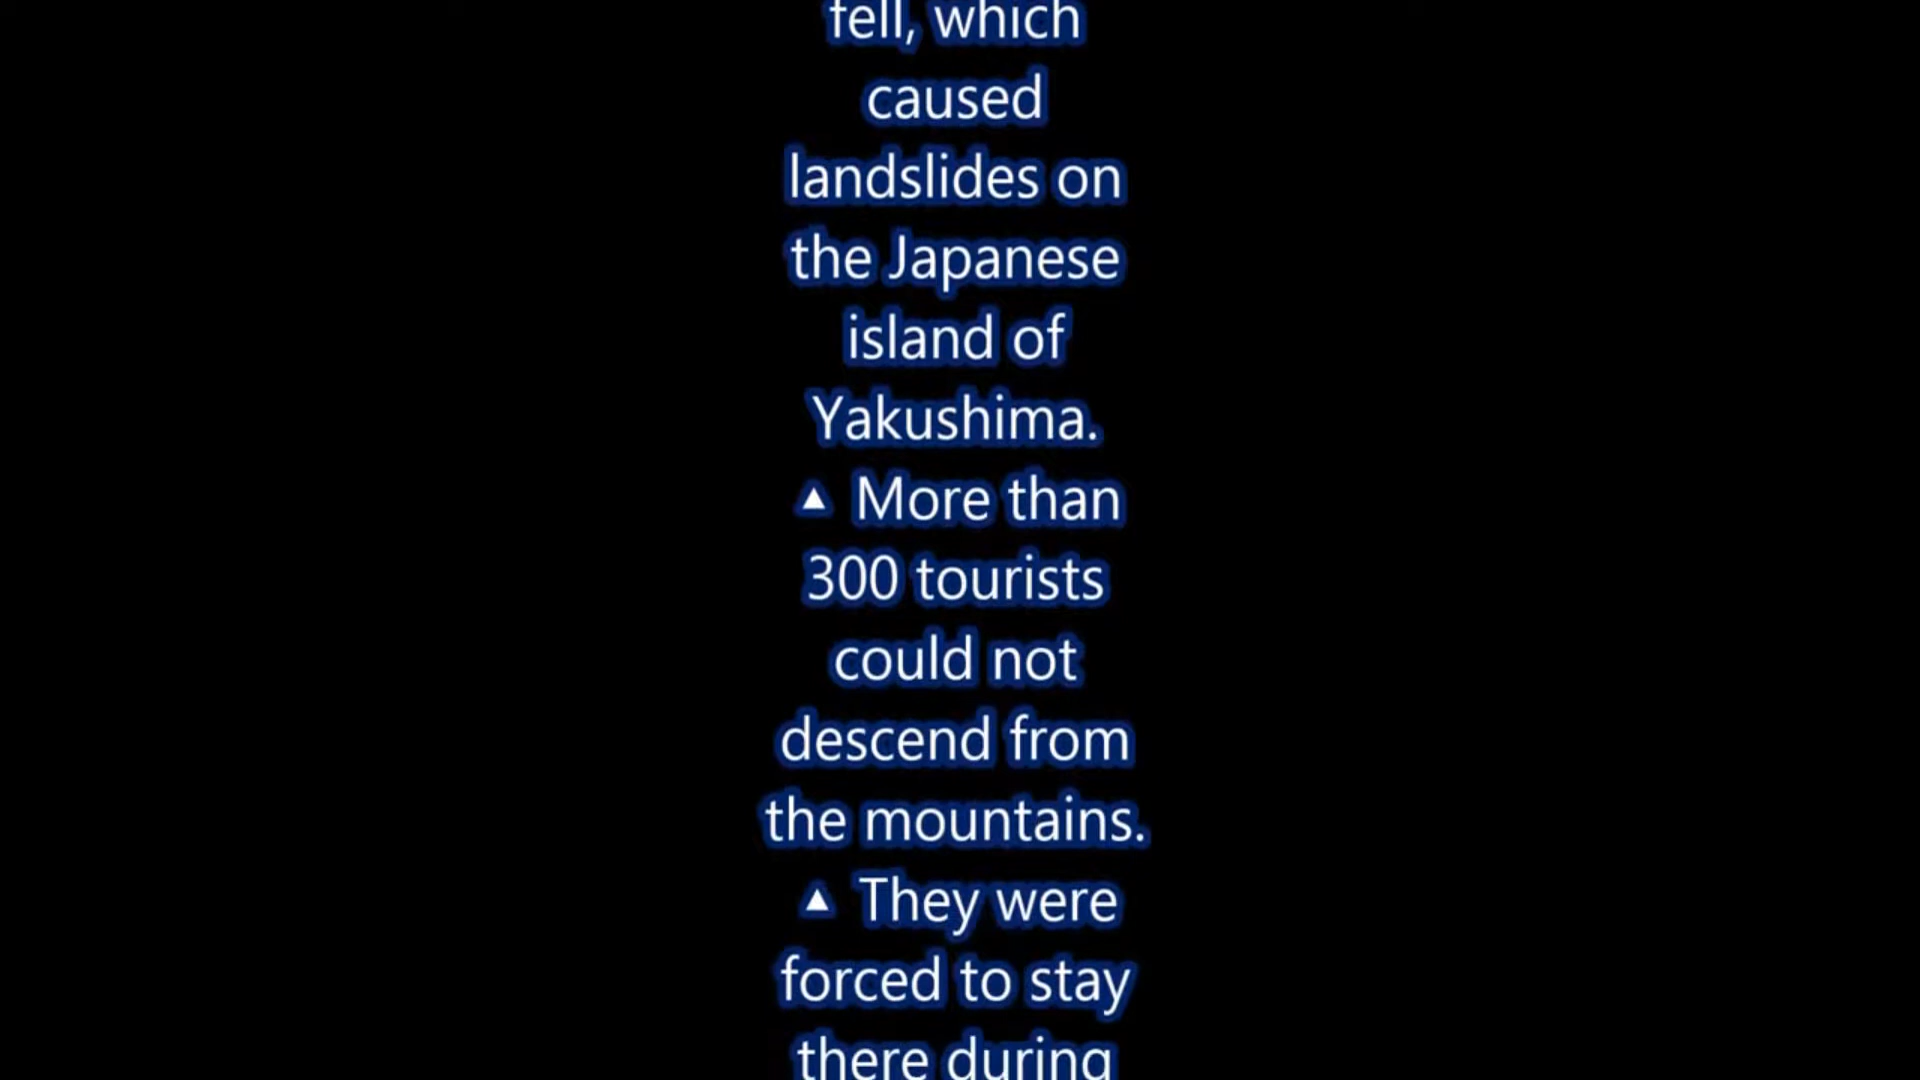 fell, which
caused
landslides on
the Japanese
island of
Yakushima.
▲ More than
300 tourists
could not
descend from
the mountains.
▲ They were
forced to stay
there during